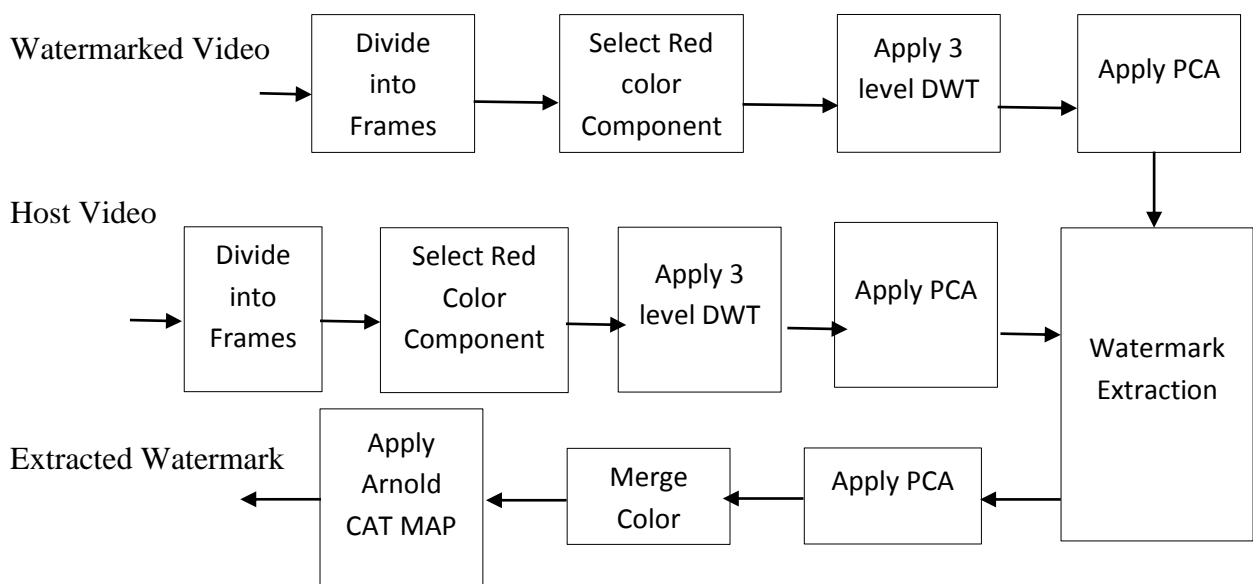 Watermarked Video
Divide
into
Frames
Select Red
color
Component
Apply 3
level DWT
Apply PCA
Host Video
Divide
into
Frames
Select Red
Color
Component
Apply 3
level DWT
Apply PCA
Watermark
Extraction
Extracted Watermark
Apply
Arnold
CAT MAP
Merge
Color
Apply PCA